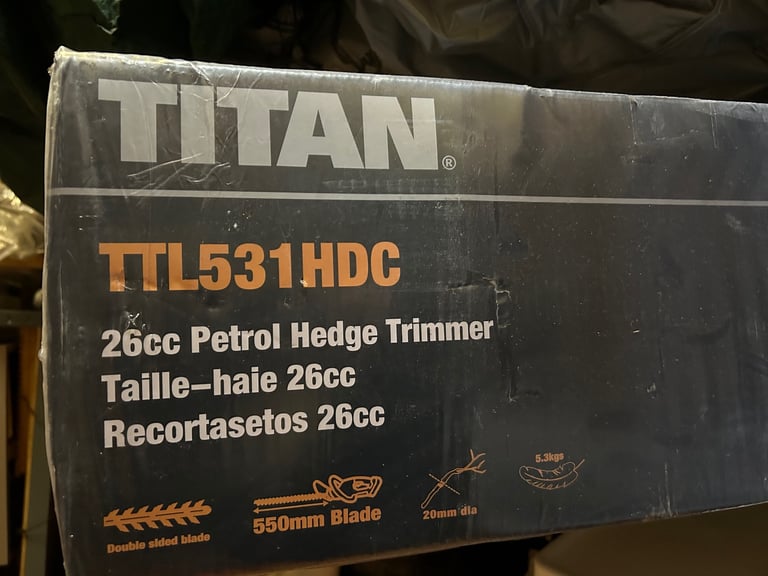 TITAN®
TTL531HDC
26cc Petrol Hedge Trimmer
Taille-haie 26cc
Recortasetos 26cc
Double sided blade
550mm Blade
20mm dia
5.3kgs